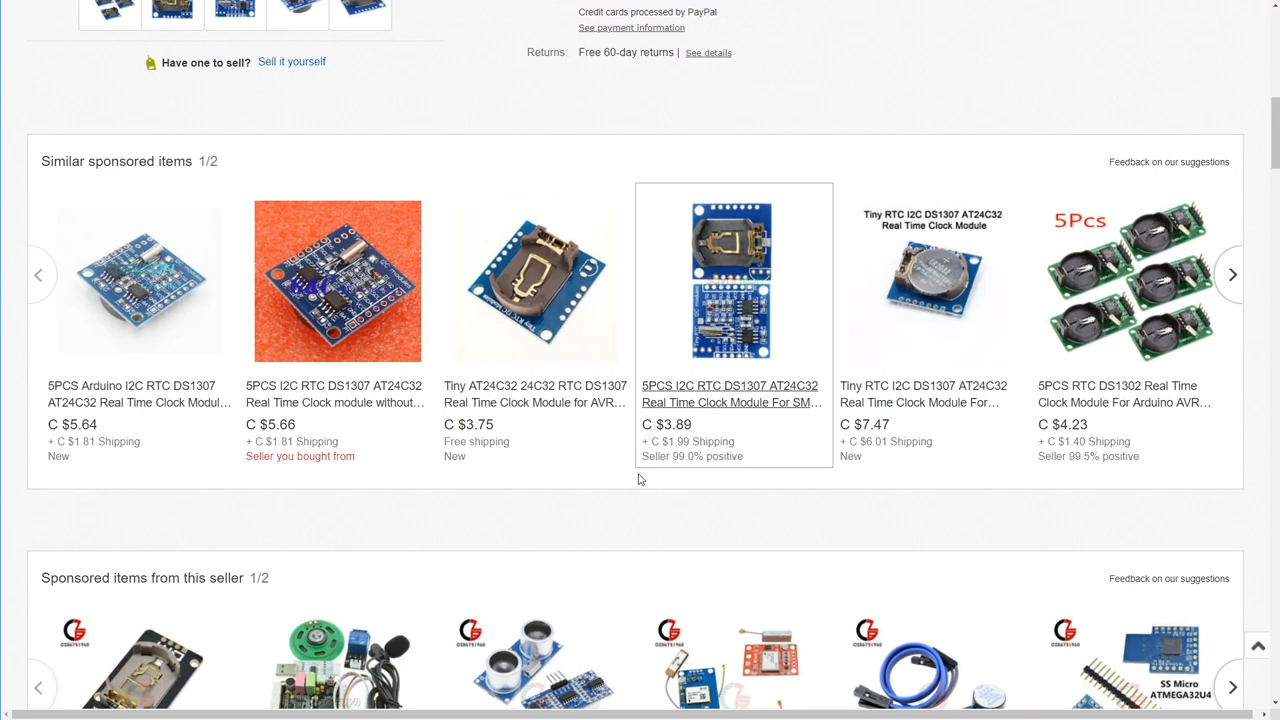 Credit cards processed by PayPal
See payment information
Returns: Free 60-day returns | See details
Have one to sell? Sell it yourself
Similar sponsored items 1/2
Feedback on our suggestions
Tiny RTC I2C DS1307 AT24C32
Real Time Clock Module
5Pcs
5PCS Arduino I2C RTC DS1307
AT24C32 Real Time Clock Modul...
C $5.64
+ C $1.81 Shipping
New
5PCS I2C RTC DS1307 AT24C32
Real Time Clock module without...
C $5.66
+ C $1.81 Shipping
Seller you bought from
Tiny AT24C32 24C32 RTC DS1307
Real Time Clock Module for AVR...
C $3.75
Free shipping
New
5PCS I2C RTC DS1307 AT24C32
Real Time Clock Module For SM...
C $3.89
+ C $1.99 Shipping
Seller 99.0% positive
Tiny RTC I2C DS1307 AT24C32
Real Time Clock Module For...
C $7.47
+ C $6.01 Shipping
New
5PCS RTC DS1302 Real Time
Clock Module For Arduino AVR...
C $4.23
+ C $1.40 Shipping
Seller 99.5% positive
Sponsored items from this seller 1/2
Feedback on our suggestions
SS Micro
ATMEGA32U4